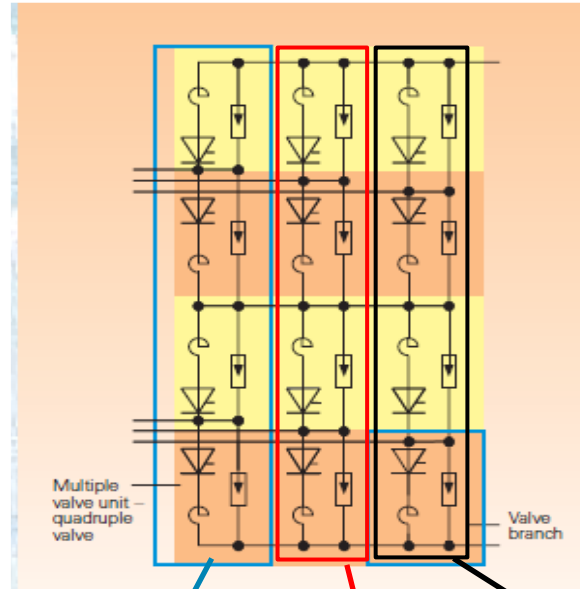 Multiple
valve unit –
quadruple
valve
Valve
branch